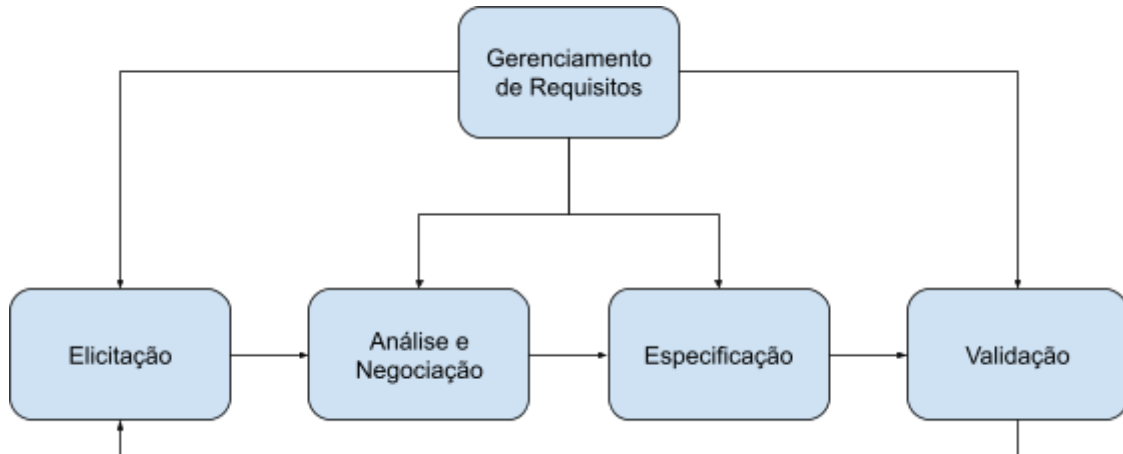 Gerenciamento
de Requisitos
Elicitação
Análise e
Negociação
Especificação
Validação